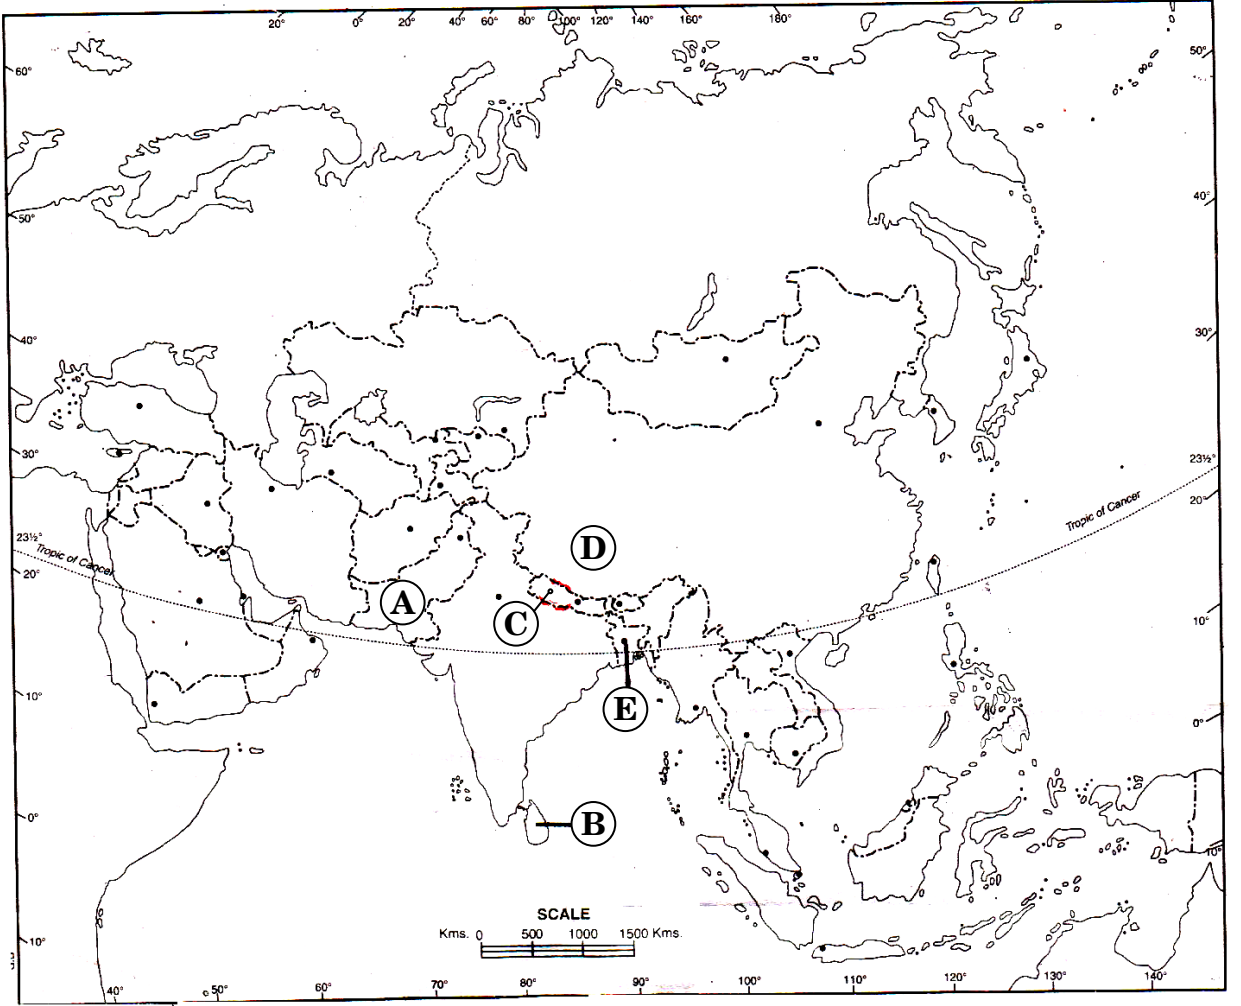 20° 0° 20° 40° 60° 80° 100° 120° 140° 160° 180°
60° 50°
50° 40°
40° 30°
30° 23½°
20°
Tropic of Cancer
23½° Tropic of Cancer
D
20°
A
C
10°
10°
E
0°
B
0°
10°
SCALE
Kms. 0 500 1000 1500 Kms.
10°
40° 50° 60° 70° 80° 90° 100° 110° 120° 130° 140°